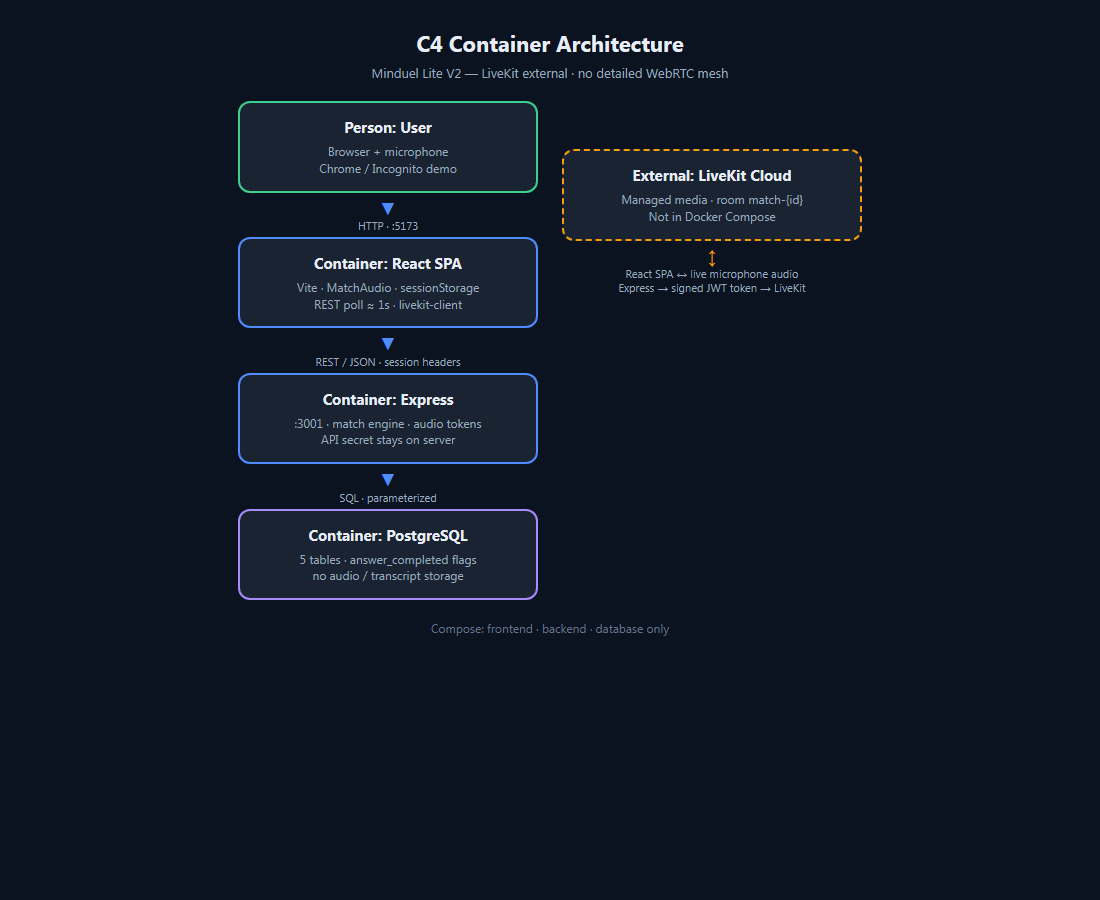 C4 Container Architecture
Minduel Lite V2 — LiveKit external · no detailed WebRTC mesh
Person: User
Browser + microphone
Chrome / Incognito demo
HTTP · :5173
Container: React SPA
Vite · MatchAudio · sessionStorage
REST poll ≈ 1s · livekit-client
REST / JSON · session headers
Container: Express
:3001 · match engine · audio tokens
API secret stays on server
SQL · parameterized
Container: PostgreSQL
5 tables · answer_completed flags
no audio / transcript storage
External: LiveKit Cloud
Managed media · room match-{id}
Not in Docker Compose
React SPA ↔ live microphone audio
Express → signed JWT token → LiveKit
Compose: frontend · backend · database only